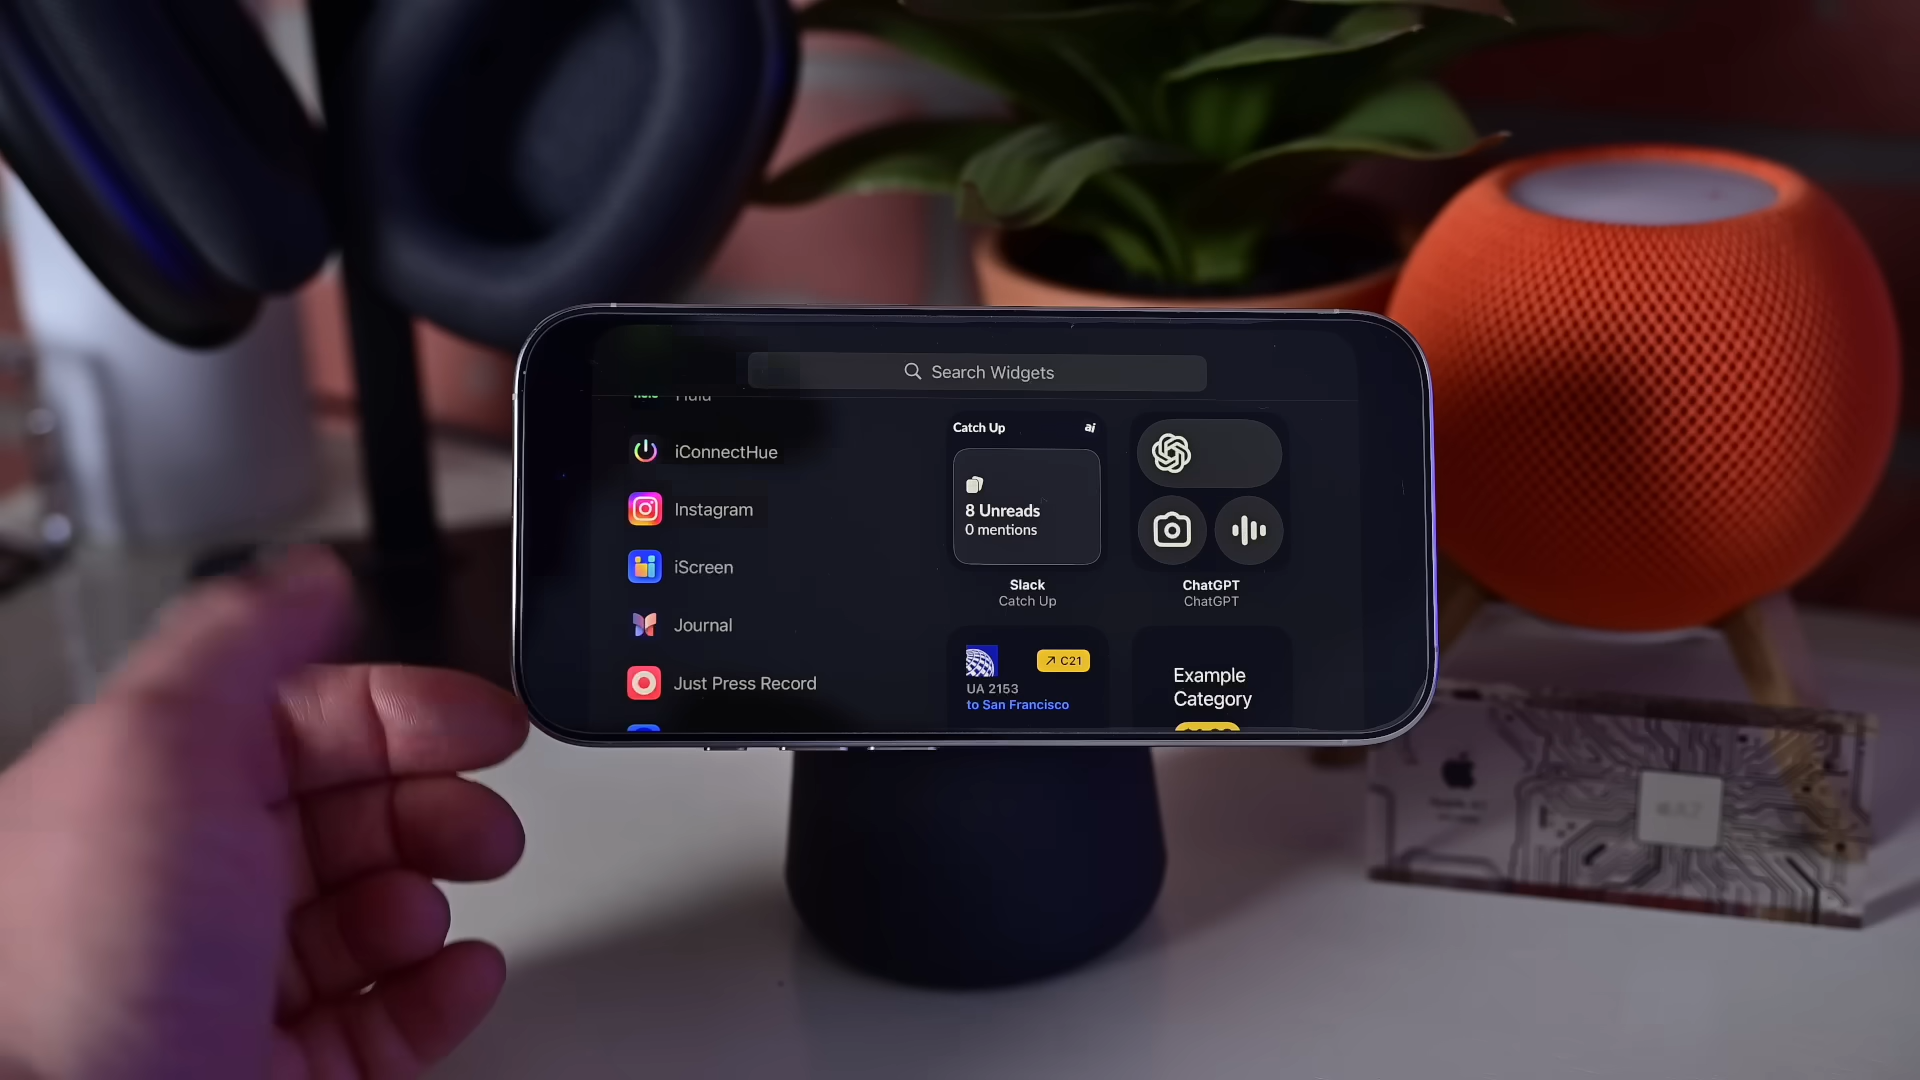 Search Widgets
iConnectHue
Instagram
iScreen
Journal
Just Press Record
Catch Up
ai
8 Unreads
0 mentions
Slack
Catch Up
ChatGPT
ChatGPT
C21
UA 2153
to San Francisco
Example
Category